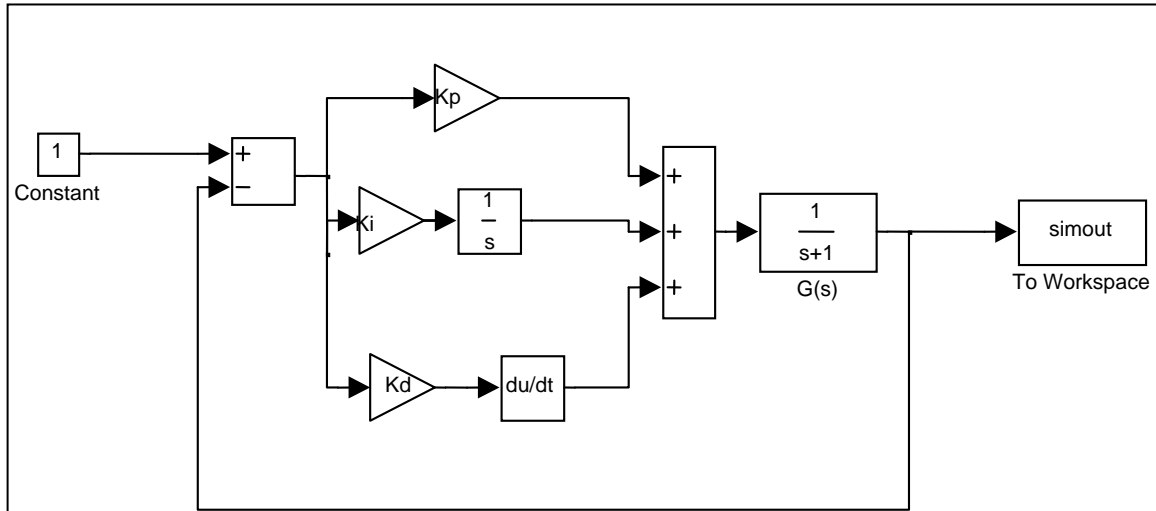 Kp
1
Constant
+
−
Ki
1
s
+
+
+
1
s+1
G(s)
simout
To Workspace
Kd
du/dt